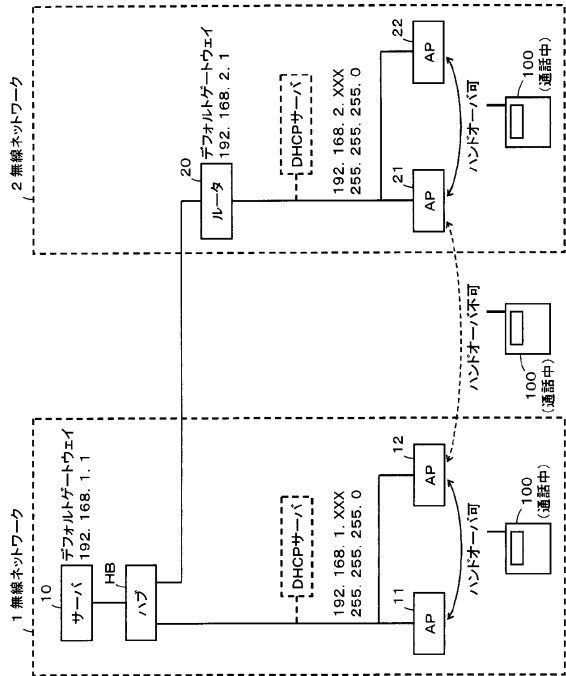 1 無線ネットワーク
10
サーバ
デフォルトゲートウェイ
192. 168. 1. 1
HB
ハブ
DHCPサーバ
192. 168. 1. XXX
255. 255. 255. 0
11
AP
12
AP
ハンドオーバ可
100
(通話中)
ハンドオーバ不可
100
(通話中)
2 無線ネットワーク
20
ルータ
デフォルトゲートウェイ
192. 168. 2. 1
DHCPサーバ
192. 168. 2. XXX
255. 255. 255. 0
21
AP
22
AP
ハンドオーバ可
100
(通話中)